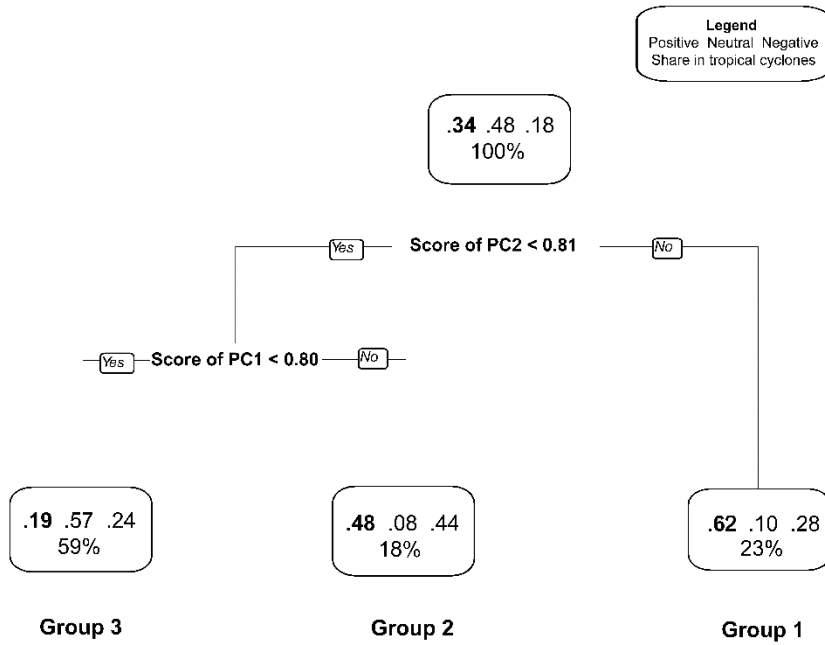 Legend
Positive Neutral Negative
Share in tropical cyclones
.34 .48 .18
100%
Yes
Score of PC2 < 0.81
No
Yes
Score of PC1 < 0.80
No
.19 .57 .24
59%
.48 .08 .44
18%
.62 .10 .28
23%
Group 3
Group 2
Group 1